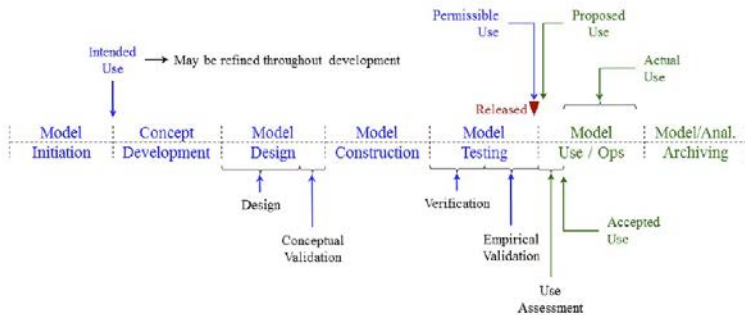 Permissible
Use
Proposed
Use
Intended
Use
May be refined throughout development
Actual
Use
Released
Model
Initiation
Concept
Development
Model
Design
Model
Construction
Model
Testing
Model
Use / Ops
Model/Anal.
Archiving
Design
Conceptual
Validation
Verification
Empirical
Validation
Accepted
Use
Use
Assessment